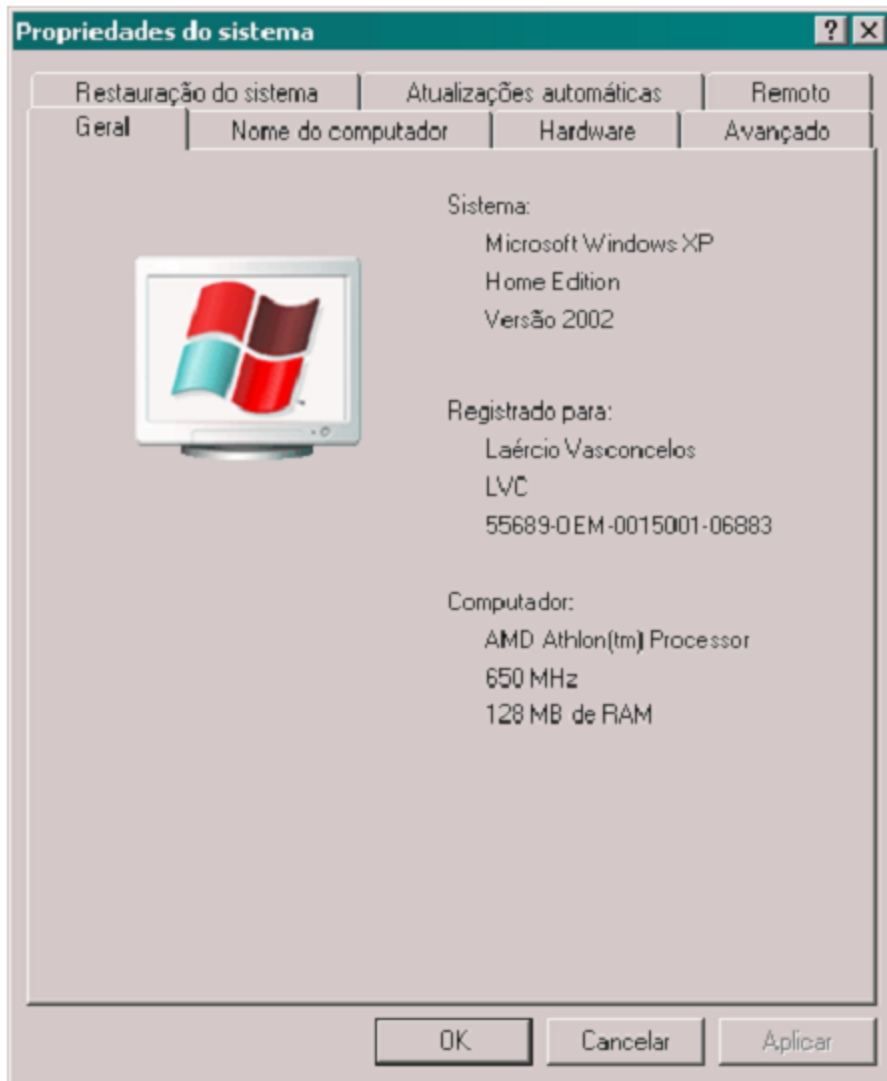 Propriedades do sistema
Restauração do sistema
Atualizações automáticas
Remoto
Geral
Nome do computador
Hardware
Avançado
Sistema:
Microsoft Windows XP
Home Edition
Versão 2002
Registrado para:
Laércio Vasconcelos
LVC
55689-OEM-0015001-06883
Computador:
AMD Athlon(tm) Processor
650 MHz
128 MB de RAM
OK
Cancelar
Aplicar